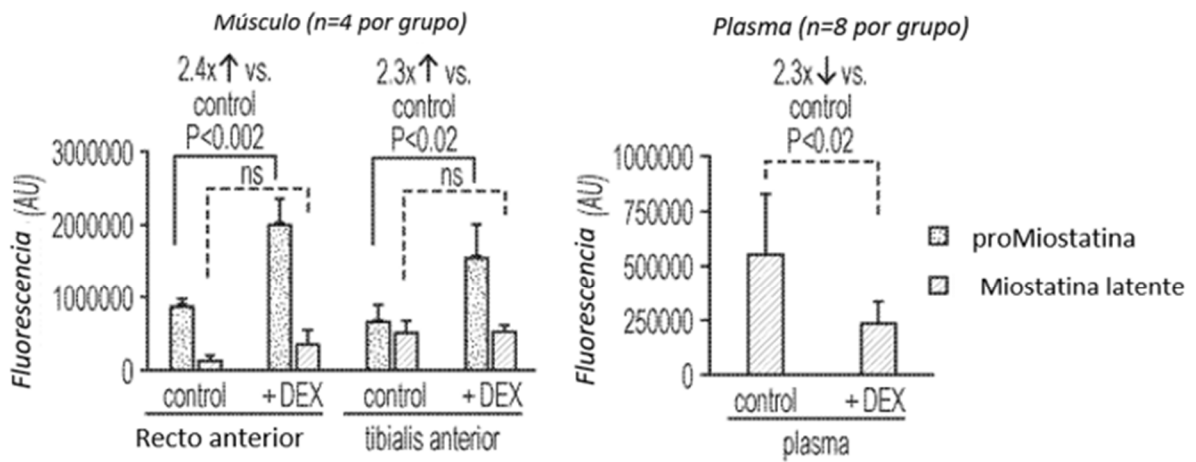 Músculo (n=4 por grupo)
2.4x↑ vs.
control
P<0.002
2.3x↑ vs.
control
P<0.02
ns
ns
Fluorescencia (AU)
3000000
2000000
1000000
0
control
+DEX
control
+DEX
Recto anterior
tibialis anterior
Plasma (n=8 por grupo)
2.3x↓ vs.
control
P<0.02
Fluorescencia (AU)
1000000
750000
500000
250000
0
control
+DEX
plasma
proMiostatina
Miostatina latente